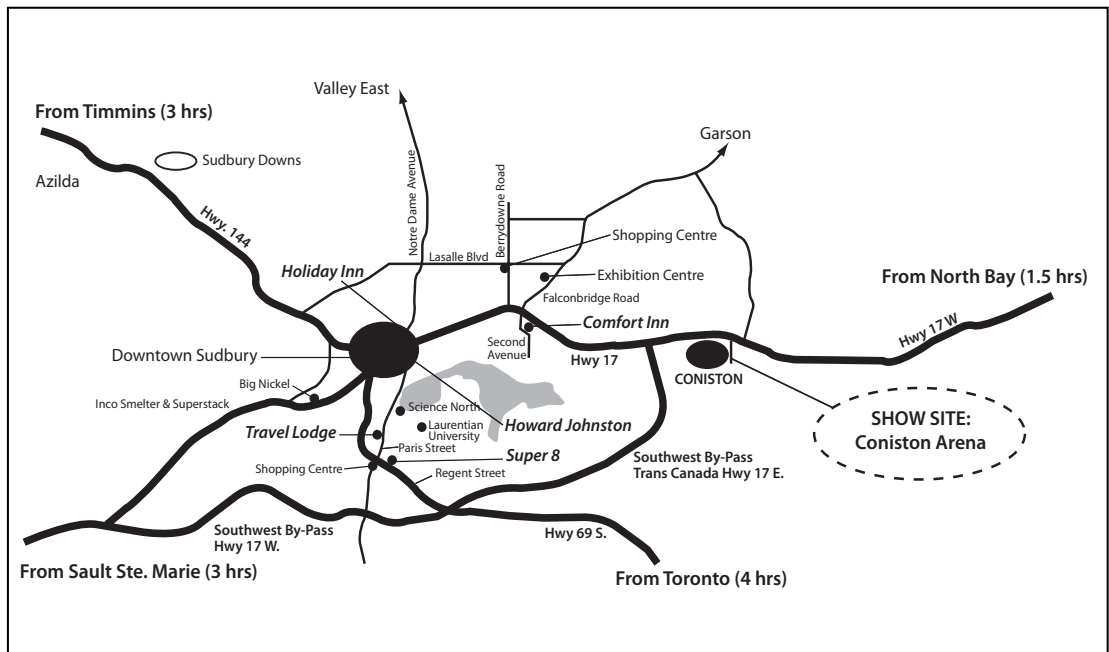 Valley East
From Timmins (3 hrs)
Garson
Sudbury Downs
Azilda
Notre Dame Avenue
Berrydowne Road
Hwy. 144
Shopping Centre
Lasalle Blvd
Holiday Inn
Exhibition Centre
From North Bay (1.5 hrs)
Falconbridge Road
Comfort Inn
Hwy 17 W
Second
Avenue
Hwy 17
Downtown Sudbury
CONISTON
Big Nickel
Inco Smelter & Superstack
Science North
SHOW SITE:
Coniston Arena
Laurentian
University
Howard Johnston
Travel Lodge
Paris Street
Super 8
Southwest By-Pass
Trans Canada Hwy 17 E.
Shopping Centre
Regent Street
Southwest By-Pass
Hwy 17 W.
Hwy 69 S.
From Sault Ste. Marie (3 hrs)
From Toronto (4 hrs)